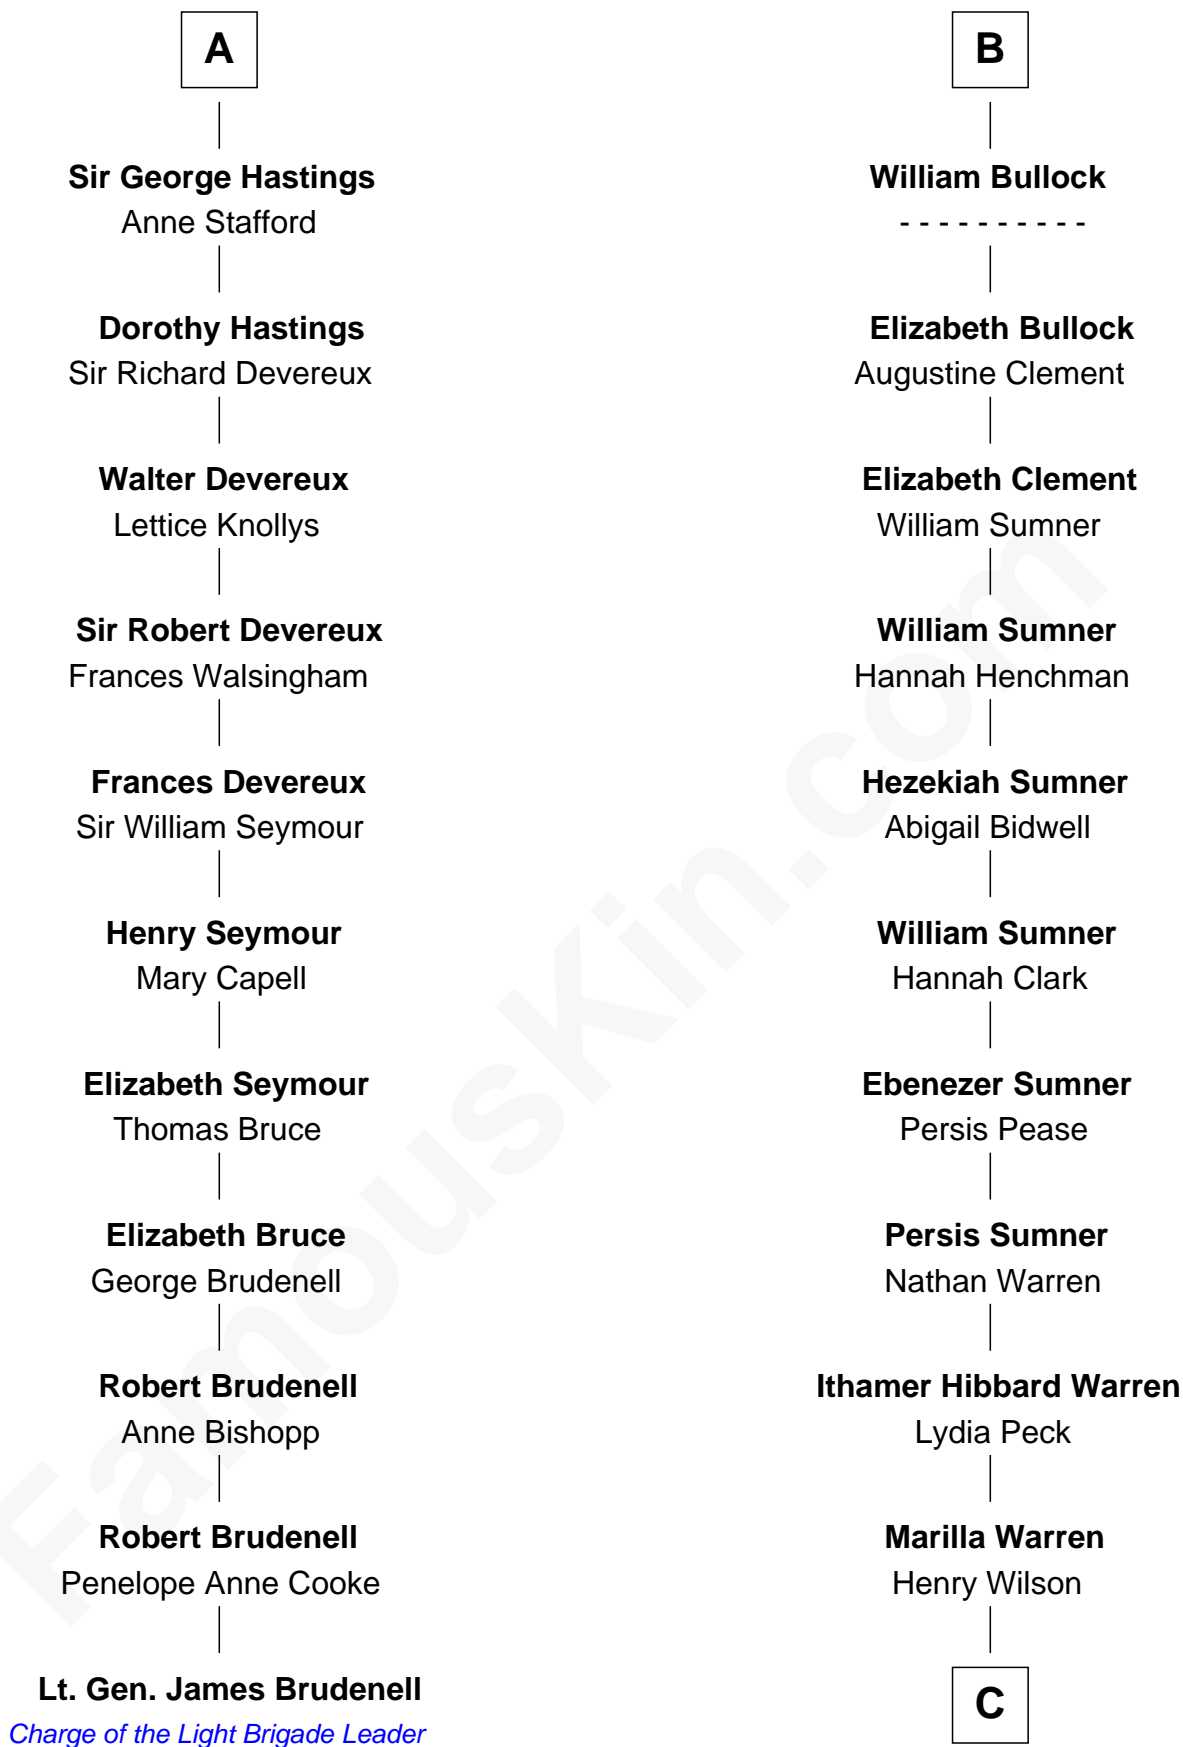 A
Sir George Hastings
Anne Stafford
Dorothy Hastings
Sir Richard Devereux
Walter Devereux
Lettice Knollys
Sir Robert Devereux
Frances Walsingham
Frances Devereux
Sir William Seymour
Henry Seymour
Mary Capell
Elizabeth Seymour
Thomas Bruce
Elizabeth Bruce
George Brudenell
Robert Brudenell
Anne Bishopp
Robert Brudenell
Penelope Anne Cooke
Lt. Gen. James Brudenell
Charge of the Light Brigade Leader
B
William Bullock
- - - - - - - - - -
Elizabeth Bullock
Augustine Clement
Elizabeth Clement
William Sumner
William Sumner
Hannah Henchman
Hezekiah Sumner
Abigail Bidwell
William Sumner
Hannah Clark
Ebenezer Sumner
Persis Pease
Persis Sumner
Nathan Warren
Ithamer Hibbard Warren
Lydia Peck
Marilla Warren
Henry Wilson
C
FamousKin.com